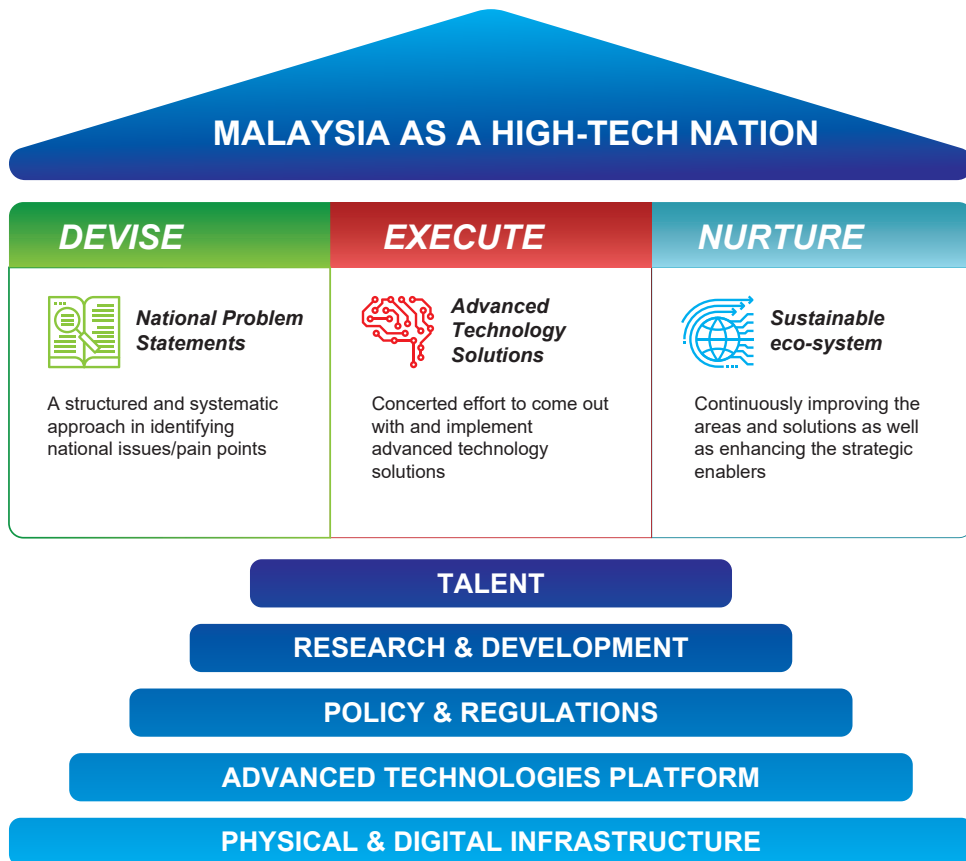 MALAYSIA AS A HIGH-TECH NATION
DEVISE
National Problem
Statements
A structured and systematic
approach in identifying
national issues/pain points
EXECUTE
Advanced
Technology
Solutions
Concerted effort to come out
with and implement
advanced technology
solutions
NURTURE
Sustainable
eco-system
Continuously improving the
areas and solutions as well
as enhancing the strategic
enablers
TALENT
RESEARCH & DEVELOPMENT
POLICY & REGULATIONS
ADVANCED TECHNOLOGIES PLATFORM
PHYSICAL & DIGITAL INFRASTRUCTURE